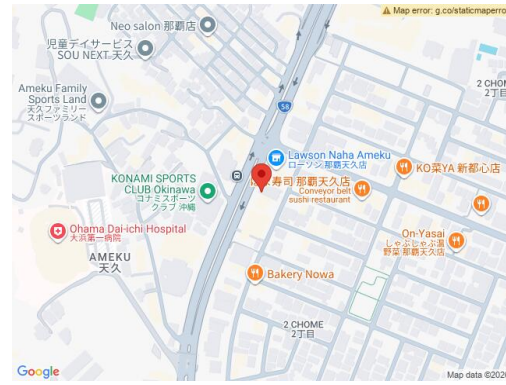 Map error: g.co/staticmaperro
Neo salon 那覇店
児童デイサービス
SOU NEXT 天久
58
2 CHOM
2丁目
Ameku Family
Sports Land
天久ファミリー
スポーツランド
Lawson Naha Ameku
ローソン 那覇天久店
KO菜YA 新都心店
寿司 那覇天久店
Conveyor belt
sushi restaurant
KONAMI SPORTS
CLUB Okinawa
コナミスポーツ
クラブ 沖縄
Ohama Dai-ichi Hospital
大浜第一病院
AMEKU
天久
On-Yasai
しゃぶしゃぶ温
野菜 那覇天久店
Bakery Nowa
2 CHOME
2丁目
Google
Map data ©2026